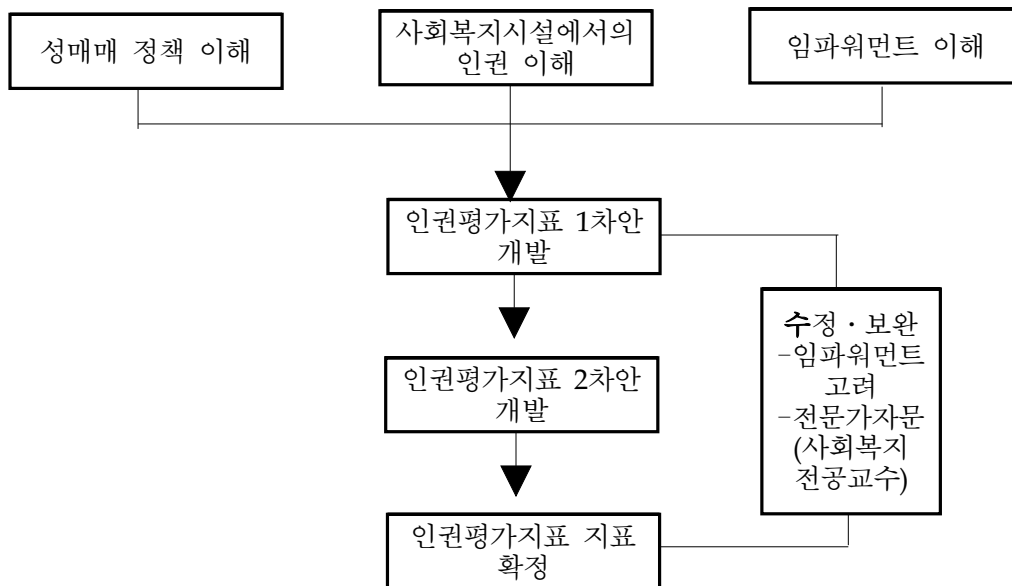 성매매 정책 이해
사회복지시설에서의
인권 이해
임파워먼트 이해
인권평가지표 1차안
개발
수정·보완
-임파워먼트
고려
-전문가자문
(사회복지
전공교수)
인권평가지표 2차안
개발
인권평가지표 지표
확정